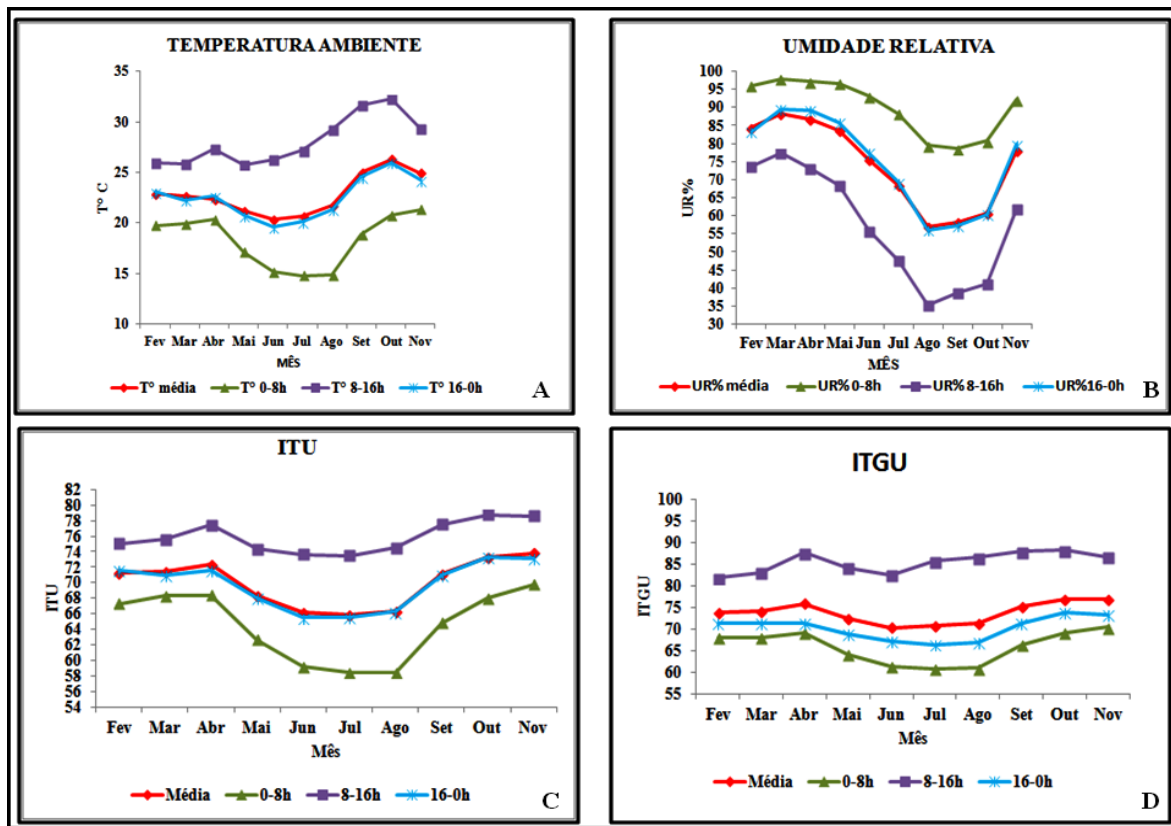 TEMPERATURA AMBIENTE
35
30
25
20
15
10
T° C
Fev Mar Abr Mai Jun Jul Ago Set Out Nov
MÊS
T° média T° 0-8h T° 8-16h T° 16-0h
A
UMIDADE RELATIVA
100
95
90
85
80
75
70
65
60
55
50
45
40
35
30
UR%
Fev Mar Abr Mai Jun Jul Ago Set Out Nov
MÊS
UR% média UR% 0-8h UR% 8-16h UR%16-0h
B
ITU
82
80
78
76
74
72
70
68
66
64
62
60
58
56
54
ITU
Fev Mar Abr Mai Jun Jul Ago Set Out Nov
Mês
Média 0-8h 8-16h 16-0h
C
ITGU
100
95
90
85
80
75
70
65
60
55
ITGU
Fev Mar Abr Mai Jun Jul Ago Set Out Nov
Mês
Média 0-8h 8-16h 16-0h
D